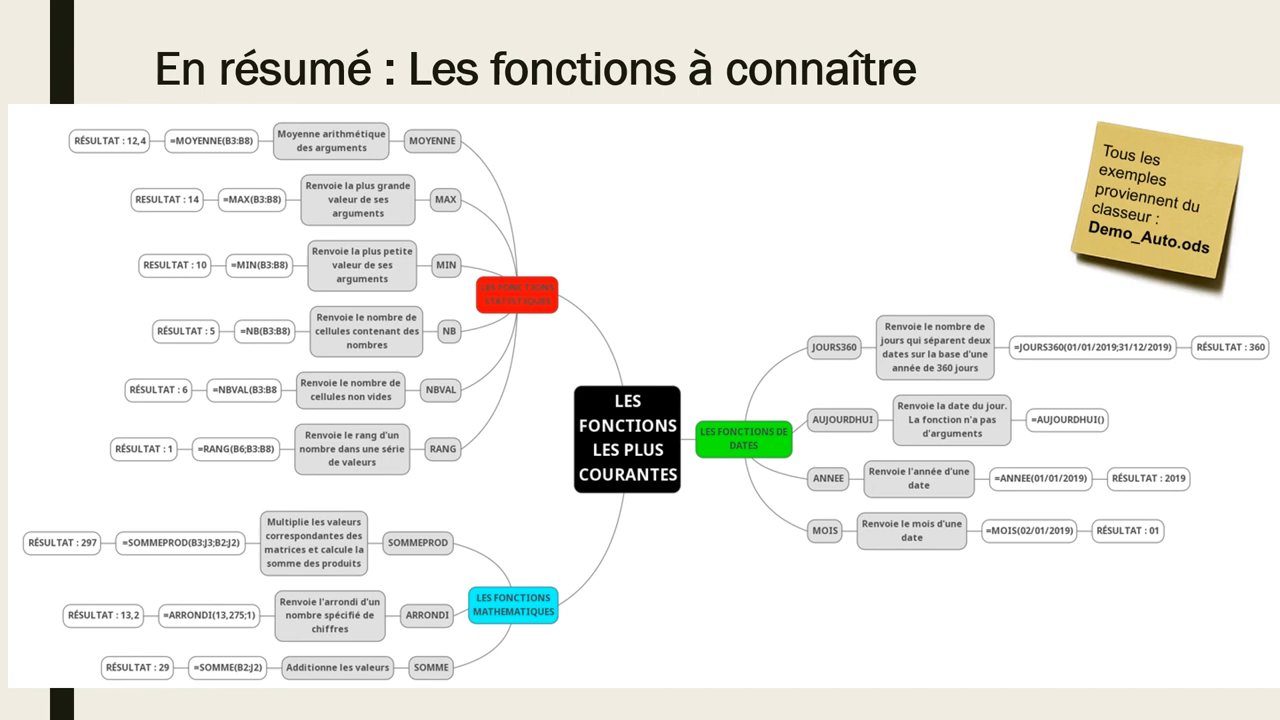 En résumé : Les fonctions à connaître
RÉSULTAT : 12,4
=MOYENNE(B3:B8)
Moyenne arithmétique
des arguments
MOYENNE
RESULTAT : 14
=MAX(B3:B8)
Renvoie la plus grande
valeur de ses
arguments
MAX
RESULTAT : 10
=MIN(B3:B8)
Renvoie la plus petite
valeur de ses
arguments
MIN
RÉSULTAT : 5
=NB(B3:B8)
Renvoie le nombre de
cellules contenant des
nombres
NB
RÉSULTAT : 6
=NBVAL(B3:B8
Renvoie le nombre de
cellules non vides
NBVAL
RÉSULTAT : 1
=RANG(B6;B3:B8)
Renvoie le rang d'un
nombre dans une série
de valeurs
RANG
LES FONCTIONS
STATISTIQUES
RÉSULTAT : 297
=SOMMEPROD(B3:J3;B2:J2)
Multiplie les valeurs
correspondantes des
matrices et calcule la
somme des produits
SOMMEPROD
RÉSULTAT : 13,2
=ARRONDI(13,275;1)
Renvoie l'arrondi d'un
nombre spécifié de
chiffres
ARRONDI
RÉSULTAT : 29
=SOMME(B2:J2)
Additionne les valeurs
SOMME
LES FONCTIONS
MATHEMATIQUES
LES
FONCTIONS
LES PLUS
COURANTES
LES FONCTIONS DE
DATES
JOURS360
Renvoie le nombre de
jours qui séparent deux
dates sur la base d'une
année de 360 jours
=JOURS360(01/01/2019;31/12/2019)
RÉSULTAT : 360
AUJOURDHUI
Renvoie la date du jour.
La fonction n'a pas
d'arguments
=AUJOURDHUI()
ANNEE
Renvoie l'année d'une
date
=ANNEE(01/01/2019)
RÉSULTAT : 2019
MOIS
Renvoie le mois d'une
date
=MOIS(02/01/2019)
RÉSULTAT : 01
Tous les
exemples
proviennent du
classeur :
Demo_Auto.ods